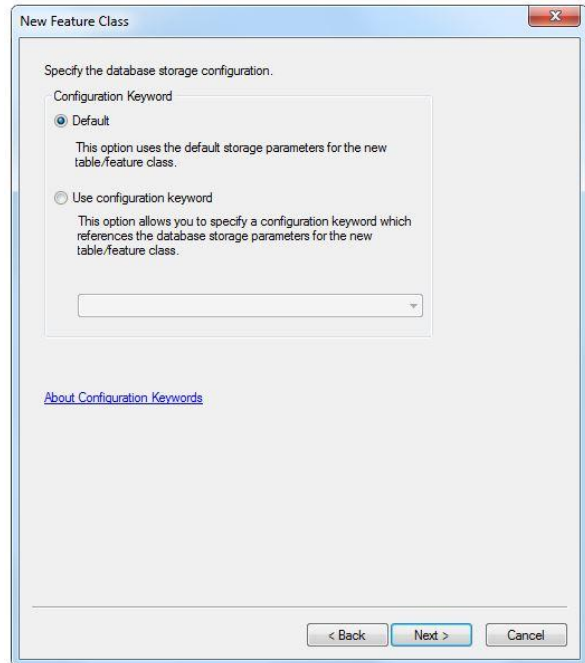 New Feature Class
Specify the database storage configuration.
Configuration Keyword
Default
This option uses the default storage parameters for the new
table/feature class.
Use configuration keyword
This option allows you to specify a configuration keyword which
references the database storage parameters for the new
table/feature class.
About Configuration Keywords
< Back Next > Cancel